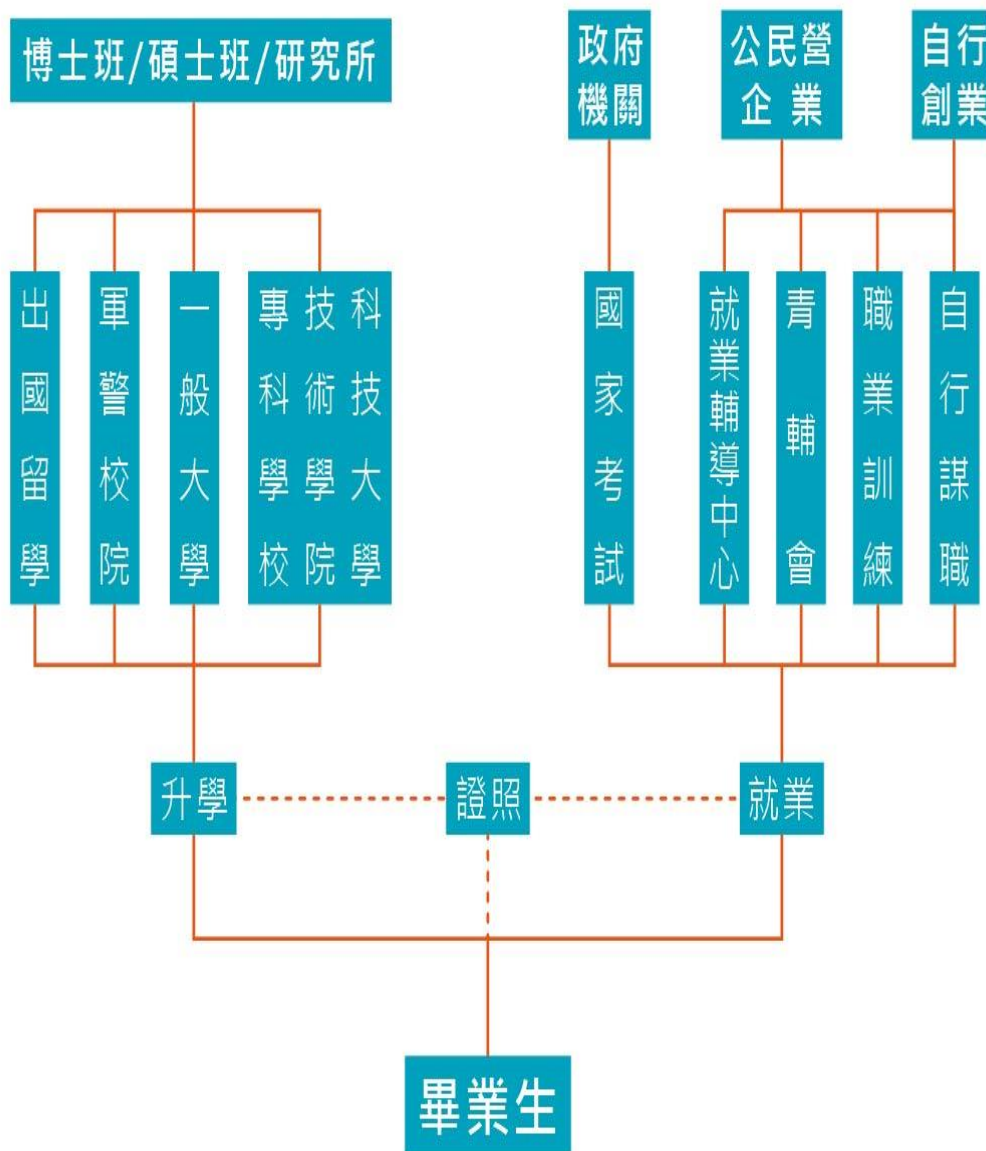 博士班/碩士班/研究所
政府
機關
公民營
企業
自行
創業
出國留學
軍警校院
一般大學
科技大學
技術學院
專科學校
國家考試
就業輔導中心
青輔會
職業訓練
自行謀職
升學
證照
就業
畢業生